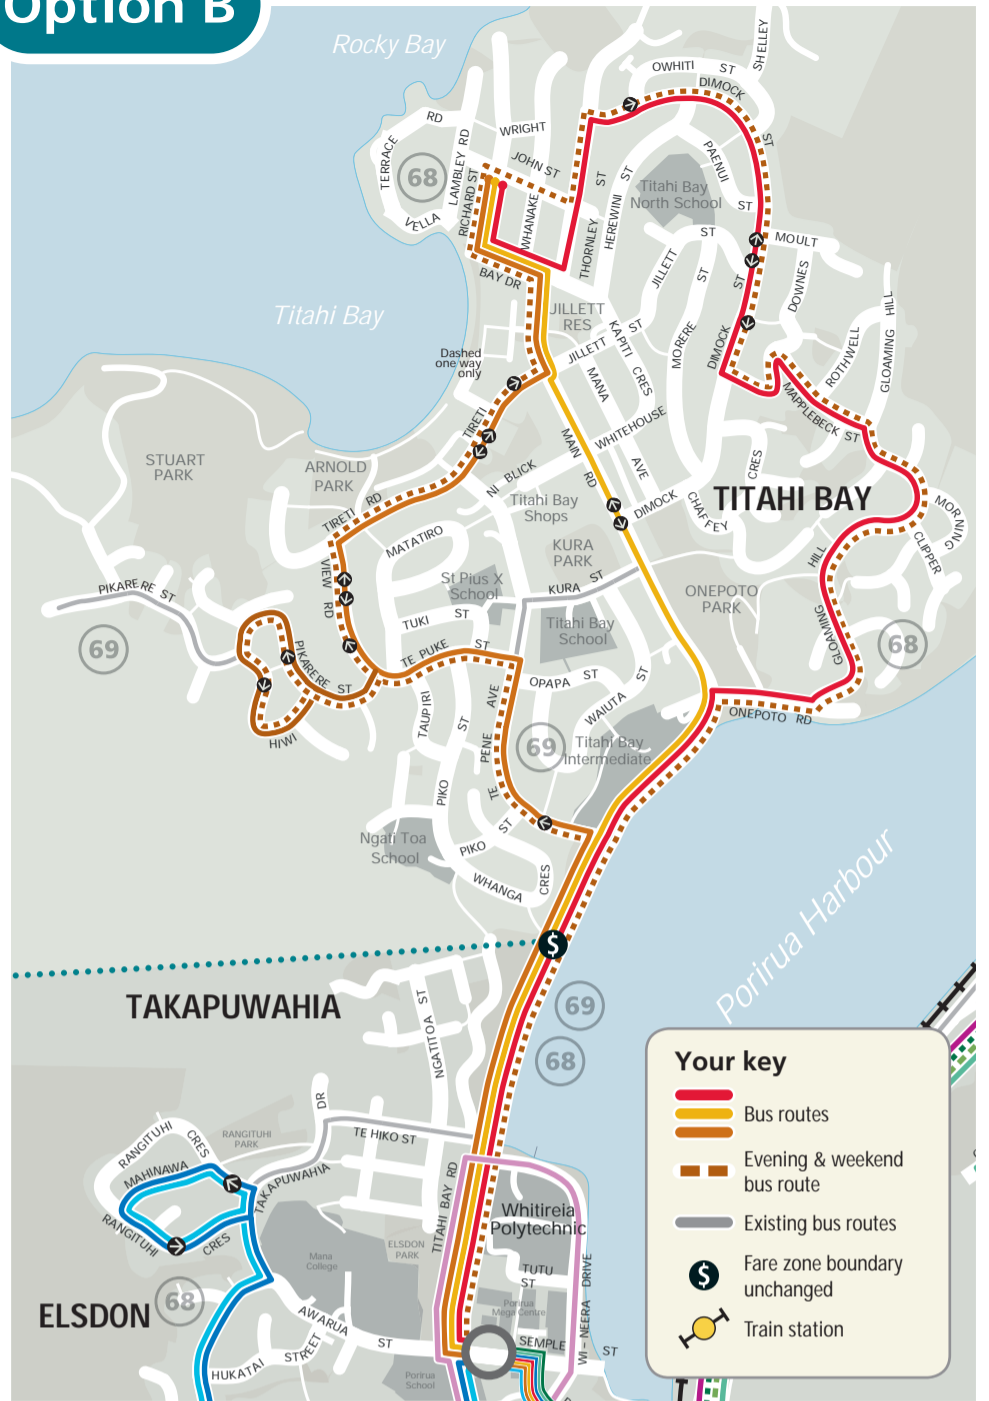 Option B
Rocky Bay
SHELLEY
OWHITI ST
DIMOCK
ST
RD
WRIGHT
TERRACE
LAMBLEY RD
68
JOHN ST
PAENUI
ST
RICHARD ST
Titahi Bay
North School
ST
HEREWINI
THORNLEY
WHANAKE
VELLA
ST
MOULT
BAY DR
JILLETT
ST
ST
DOWNES
Titahi Bay
JILLETT
RES
HILL
GLOAMING
KAPITI
CRES
ST
JILLETT
MORERE
DIMOCK
ROTHWELL
Dashed
one way
only
MANA
AVE
MAPPLEBECK ST
TIRETI
WHITEHOUSE
MAIN
RD
STUART
PARK
ARNOLD
PARK
NI BLICK
CRES
TITAHI BAY
Titahi Bay
Shops
DIMOCK
CHAFFEY
MORNING
TIRETI RD
MATATIRO
KURA
PARK
CLIPPER
HILL
GLOAMING
VIEW RD
St Pius X
School
KURA ST
ONEPOTO
PARK
PIKARERE ST
TUKI ST
Titahi Bay
School
69
68
PIKARERE ST
TE PUKE ST
OPAPA ST
ST
WAIUTA
TAUPIRI
ST
PIKO
TE PENE AVE
ONEPOTO RD
HIWI
69
Titahi Bay
Intermediate
Ngati Toa
School
PIKO ST
WHANGA
CRES
Porirua Harbour
$
TAKAPUWAHIA
NGATITOA ST
69
68
Your key
Bus routes
Evening & weekend
bus route
Existing bus routes
$
Fare zone boundary
unchanged
Train station
DR
TE HIKO ST
RANGITUHI
CRES
RANGITUHI
PARK
TAKAPUWAHIA
MAHINAWA
RANGITUHI
CRES
TITAHI BAY RD
Whitireia
Polytechnic
Mana
College
ELSDON
PARK
TUTU
ST
WI-NEERA DRIVE
68
ELSDON
Porirua
Mega Centre
AWARUA
ST
SEMPLE
ST
HUKATAI STREET
Porirua
School